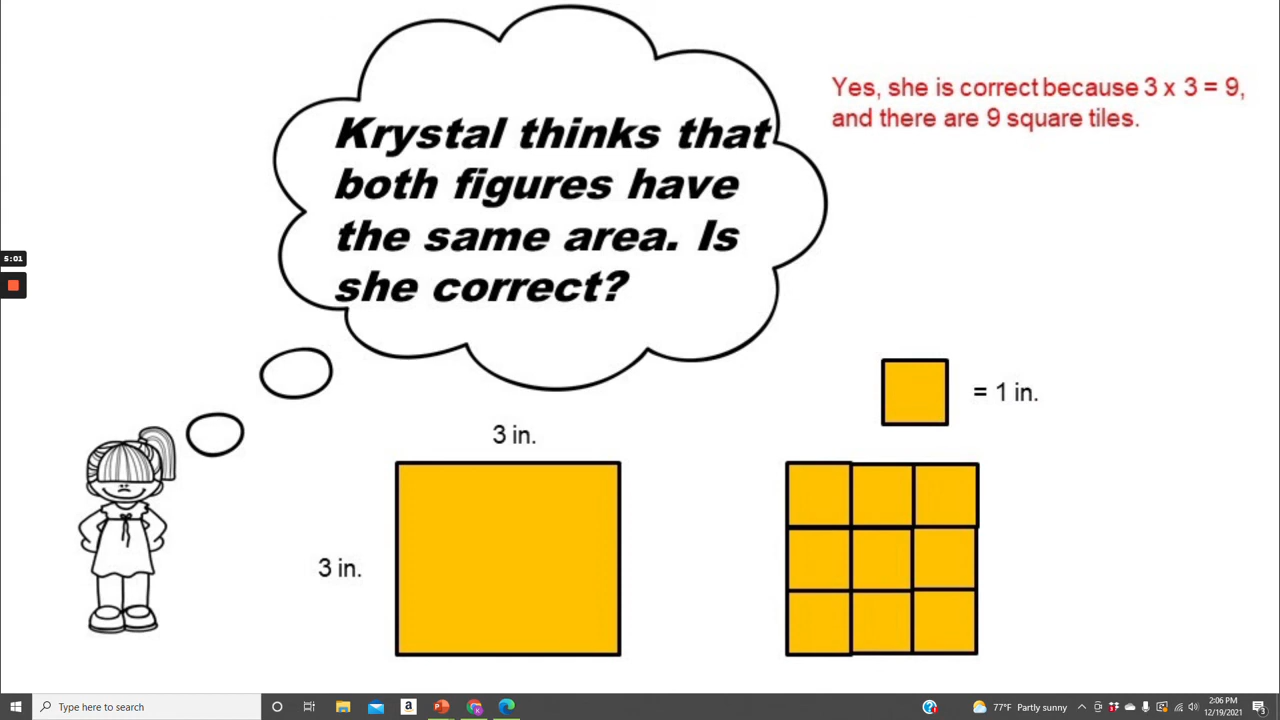 Yes, she is correct because 3 x 3 = 9,
and there are 9 square tiles.
Krystal thinks that
both figures have
the same area. Is
she correct?
5:01
= 1 in.
3 in.
3 in.
Type here to search
77°F Partly sunny
2:06 PM
12/19/2021